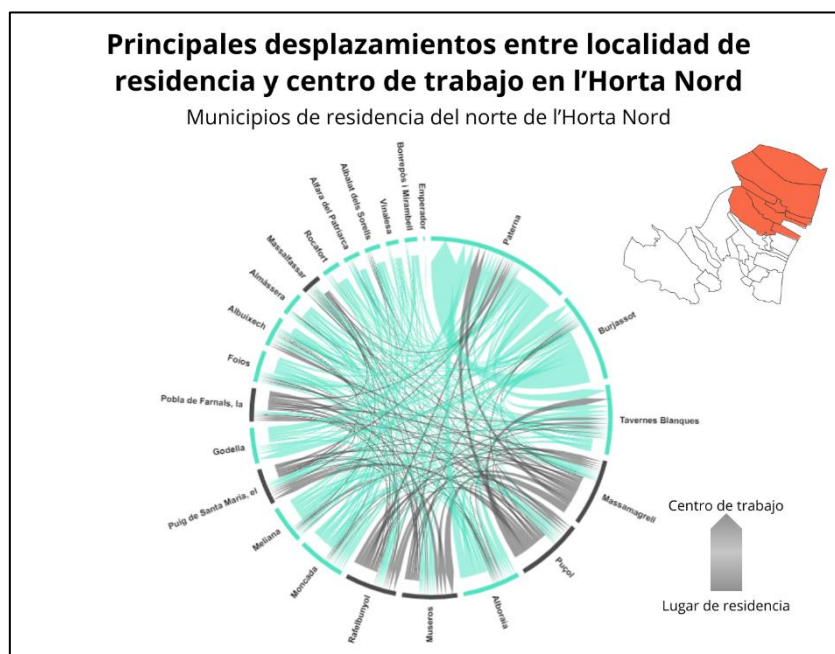 Principales desplazamientos entre localidad de
residencia y centro de trabajo en l’Horta Nord
Municipios de residencia del norte de l’Horta Nord
Emperador
Paterna
Burjassot
Tavernes Blanques
Massamagrell
Puçol
Alboraia
Museros
Rafelbunyol
Moncada
Meliana
Puig de Santa Maria, el
Godella
Pobla de Farnals, la
Foios
Albuixech
Almàssera
Massalfassar
Rocafort
Alfara del Patriarca
Albalat dels Sorells
Vinalesa
Bonrepòs i Mirambell
Centro de trabajo
Lugar de residencia